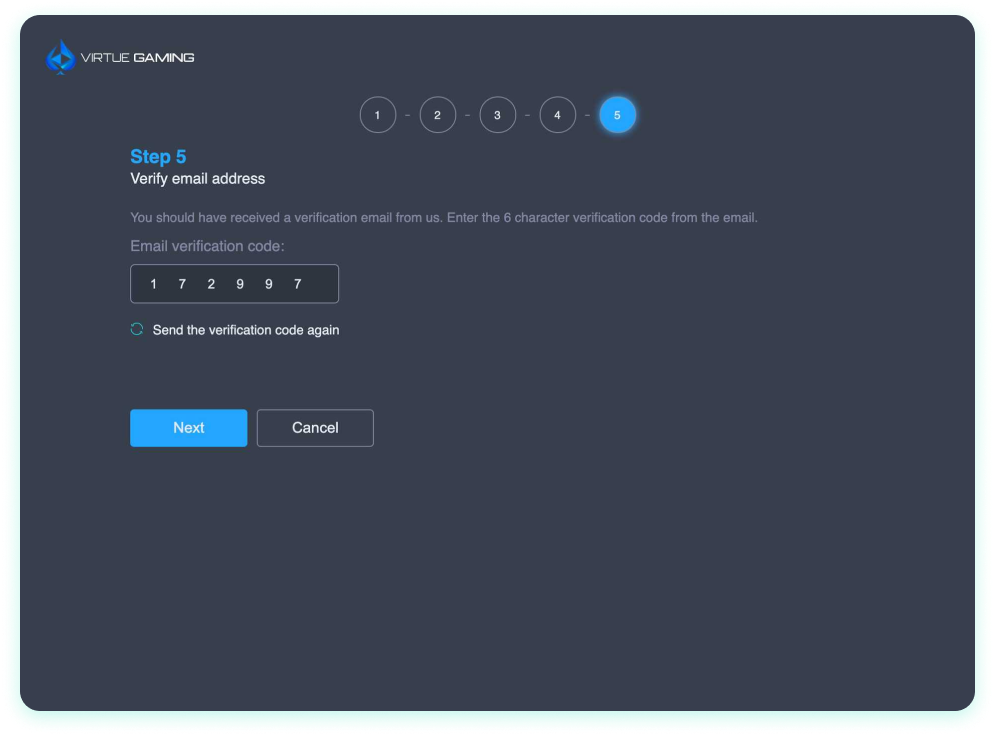 VIRTUE GAMING
1 - 2 - 3 - 4 - 5
Step 5
Verify email address
You should have received a verification email from us. Enter the 6 character verification code from the email.
Email verification code:
1 7 2 9 9 7
Send the verification code again
Next Cancel